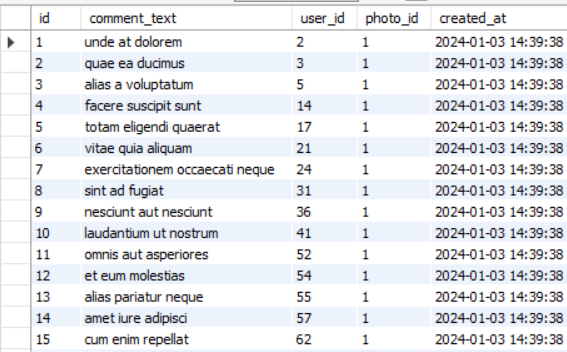 id comment_text user_id photo_id created_at
1 unde at dolorem 2 1 2024-01-03 14:39:38
2 quae ea ducimus 3 1 2024-01-03 14:39:38
3 alias a voluptatum 5 1 2024-01-03 14:39:38
4 facere suscipit sunt 14 1 2024-01-03 14:39:38
5 totam eligendi quaerat 17 1 2024-01-03 14:39:38
6 vitae quia aliquam 21 1 2024-01-03 14:39:38
7 exercitationem occaecati neque 24 1 2024-01-03 14:39:38
8 sint ad fugiat 31 1 2024-01-03 14:39:38
9 nesciunt aut nesciunt 36 1 2024-01-03 14:39:38
10 laudantium ut nostrum 41 1 2024-01-03 14:39:38
11 omnis aut asperiores 52 1 2024-01-03 14:39:38
12 et eum molestias 54 1 2024-01-03 14:39:38
13 alias pariatur neque 55 1 2024-01-03 14:39:38
14 amet iure adipisci 57 1 2024-01-03 14:39:38
15 cum enim repellat 62 1 2024-01-03 14:39:38